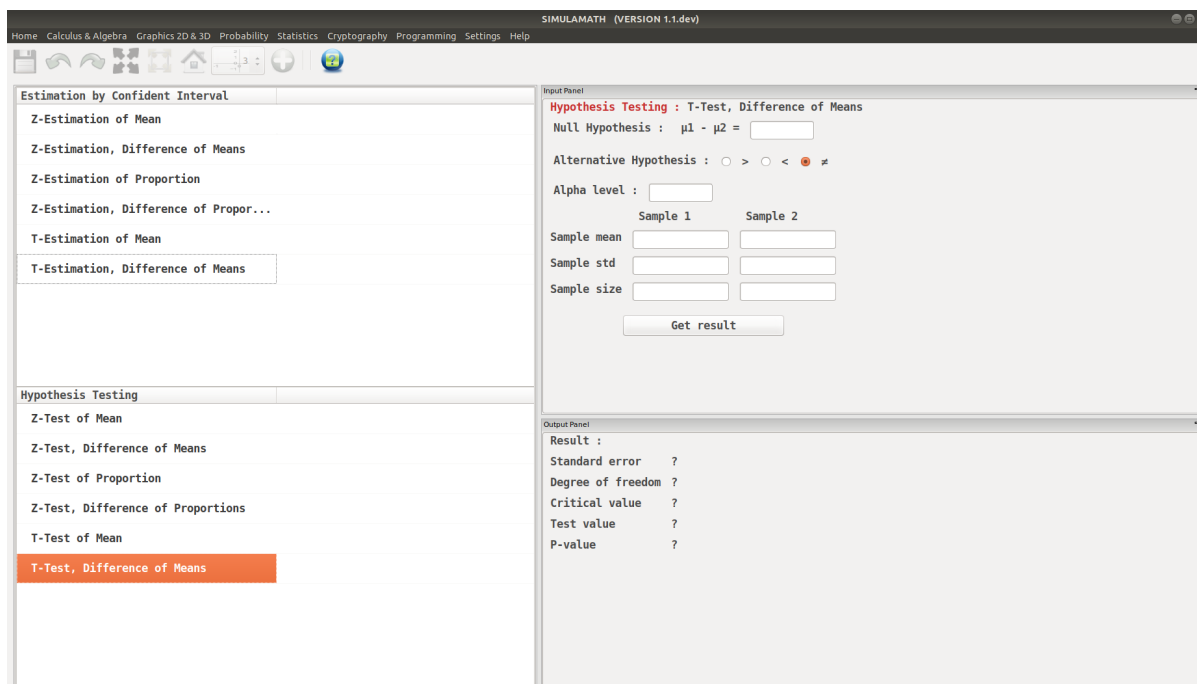 SIMULAMATH (VERSION 1.1.dev)
Home Calculus & Algebra Graphics 2D & 3D Probability Statistics Cryptography Programming Settings Help
3
Estimation by Confident Interval
Z-Estimation of Mean
Z-Estimation, Difference of Means
Z-Estimation of Proportion
Z-Estimation, Difference of Propor...
T-Estimation of Mean
T-Estimation, Difference of Means
Hypothesis Testing
Z-Test of Mean
Z-Test, Difference of Means
Z-Test of Proportion
Z-Test, Difference of Proportions
T-Test of Mean
T-Test, Difference of Means
Input Panel
Hypothesis Testing : T-Test, Difference of Means
Null Hypothesis : μ1 - μ2 =
Alternative Hypothesis : > < ≠
Alpha level :
Sample 1 Sample 2
Sample mean
Sample std
Sample size
Get result
Output Panel
Result :
Standard error ?
Degree of freedom ?
Critical value ?
Test value ?
P-value ?